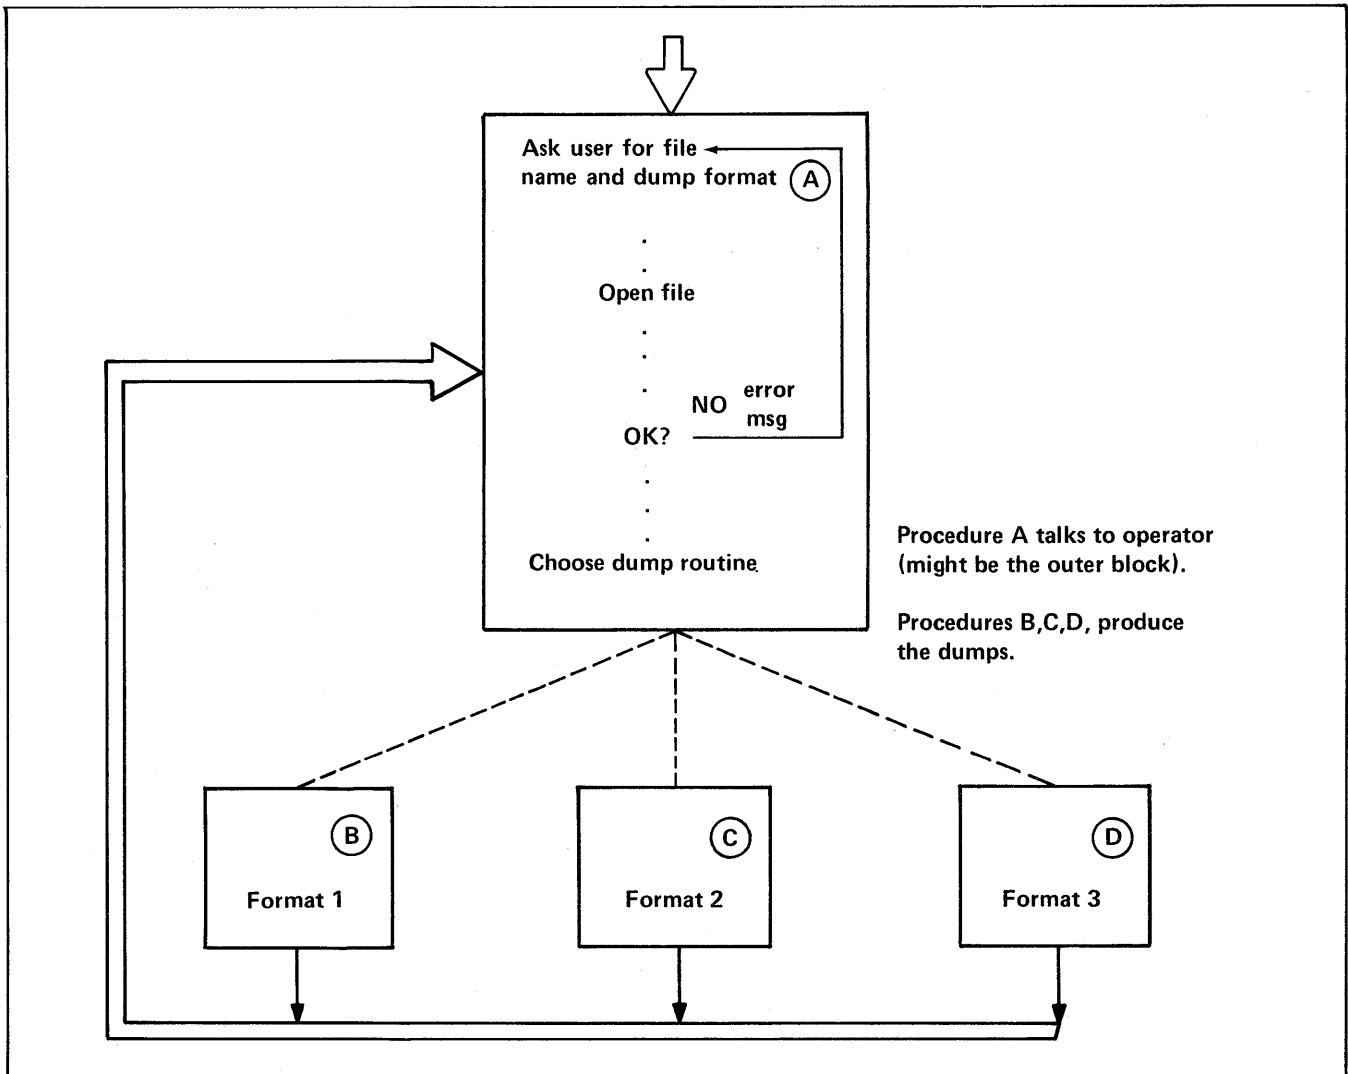 Ask user for file
name and dump format
A
Open file
NO
error
msg
OK?
Choose dump routine.
Procedure A talks to operator
(might be the outer block).
Procedures B,C,D, produce
the dumps.
B
Format 1
C
Format 2
D
Format 3